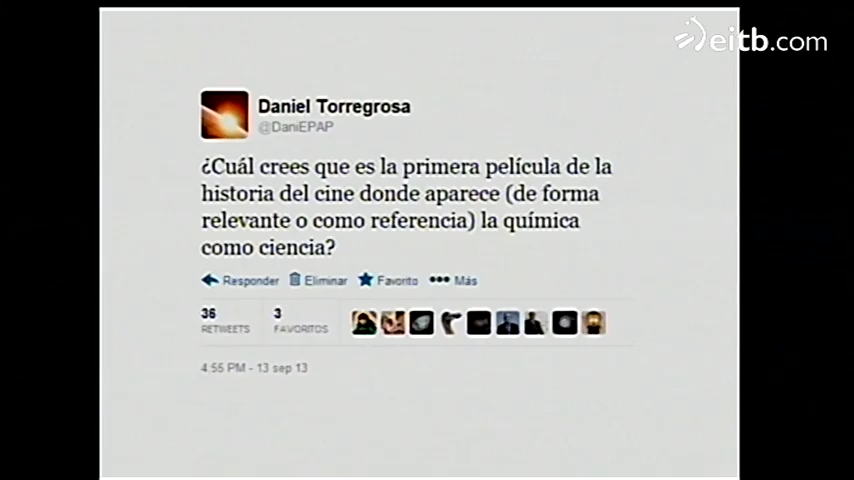 eitb.com
Daniel Torregrosa
@DaniEPAP
¿Cuál crees que es la primera película de la
historia del cine donde aparece (de forma
relevante o como referencia) la química
como ciencia?
Responder Eliminar Favorito Más
36 3
RETWEETS FAVORITOS
4:55 PM - 13 sep 13